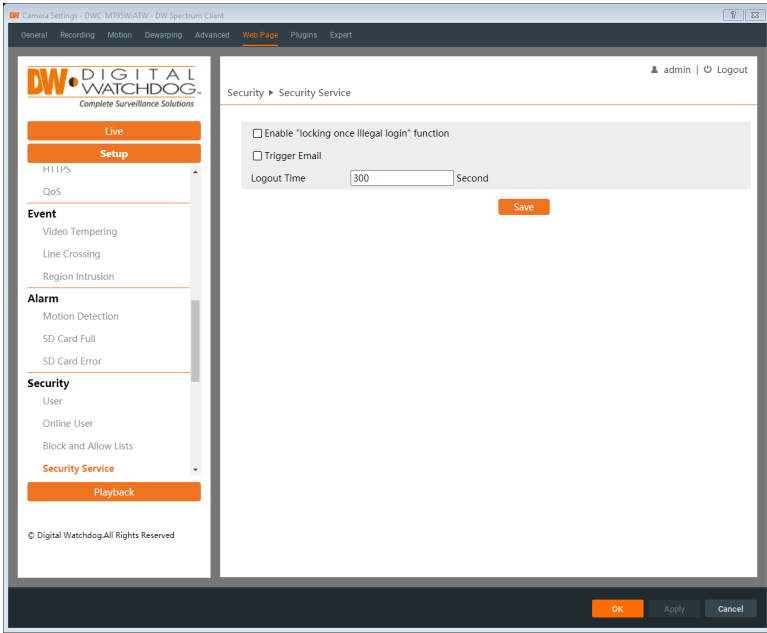 DW Camera Settings - DWC-MT95WiATW - DW Spectrum Client
General Recording Motion Dewarping Advanced Web Page Plugins Expert
DW DIGITAL WATCHDOG
Complete Surveillance Solutions
admin | Logout
Security ▸ Security Service
Live
Setup
HTTPS
QoS
Event
Video Tempering
Line Crossing
Region Intrusion
Alarm
Motion Detection
SD Card Full
SD Card Error
Security
User
Online User
Block and Allow Lists
Security Service
Playback
© Digital Watchdog.All Rights Reserved
Enable "locking once illegal login" function
Trigger Email
Logout Time 300 Second
Save
OK Apply Cancel